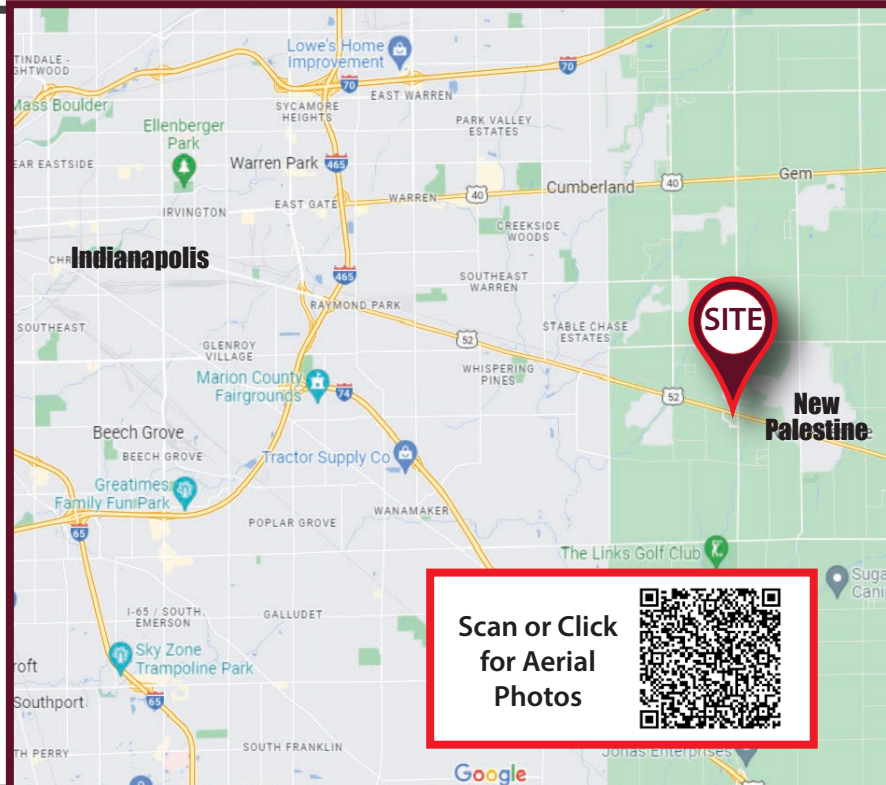 Lowe's Home
Improvement
TINDALE -
GHTWOOD
70
70
EAST WARREN
Mass Boulder
SYCAMORE
HEIGHTS
Ellenberger
Park
PARK VALLEY
ESTATES
EAR EASTSIDE
Warren Park
465
Gem
40
Cumberland
40
WARREN
EAST GATE
IRVINGTON
CREEKSIDE
WOODS
Indianapolis
465
SOUTHEAST
WARREN
RAYMOND PARK
SITE
SOUTHEAST
STABLE CHASE
ESTATES
52
GLENROY
VILLAGE
WHISPERING
PINES
Marion County
Fairgrounds
74
52
New
Palestine
Beech Grove
BEECH GROVE
Tractor Supply Co
Greatimes
Family Fun Park
WANAMAKER
POPLAR GROVE
65
The Links Golf Club
Suga
Cani
I-65 / SOUTH
EMERSON
GALLUDET
Scan or Click
for Aerial
Photos
Sky Zone
Trampoline Park
roft
65
Southport
TH PERRY
SOUTH FRANKLIN
Jonas Enterprises
Google